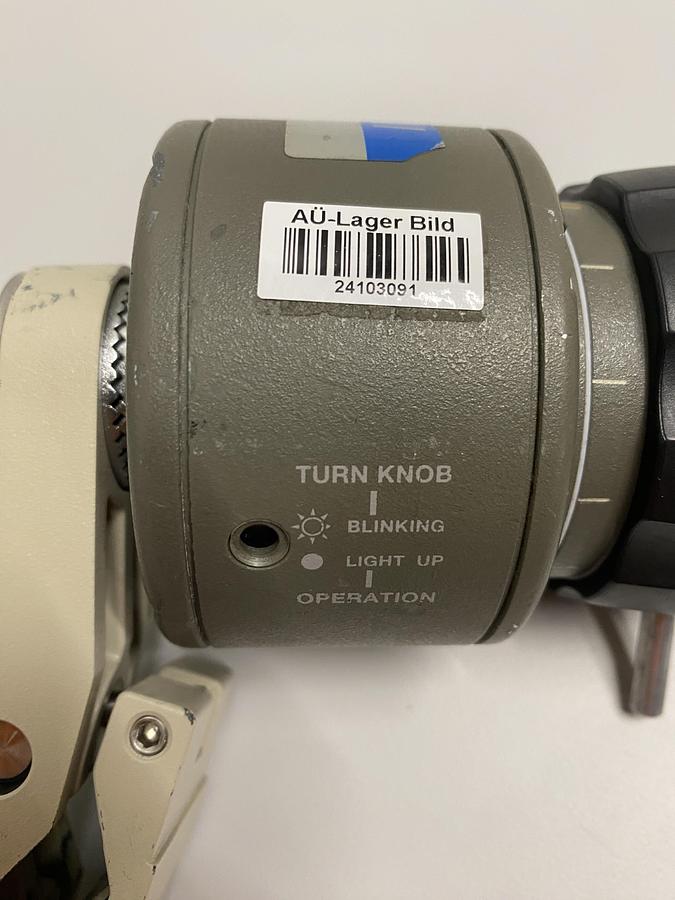 AÜ-Lager Bild
24103091
TURN KNOB
BLINKING
LIGHT UP
OPERATION